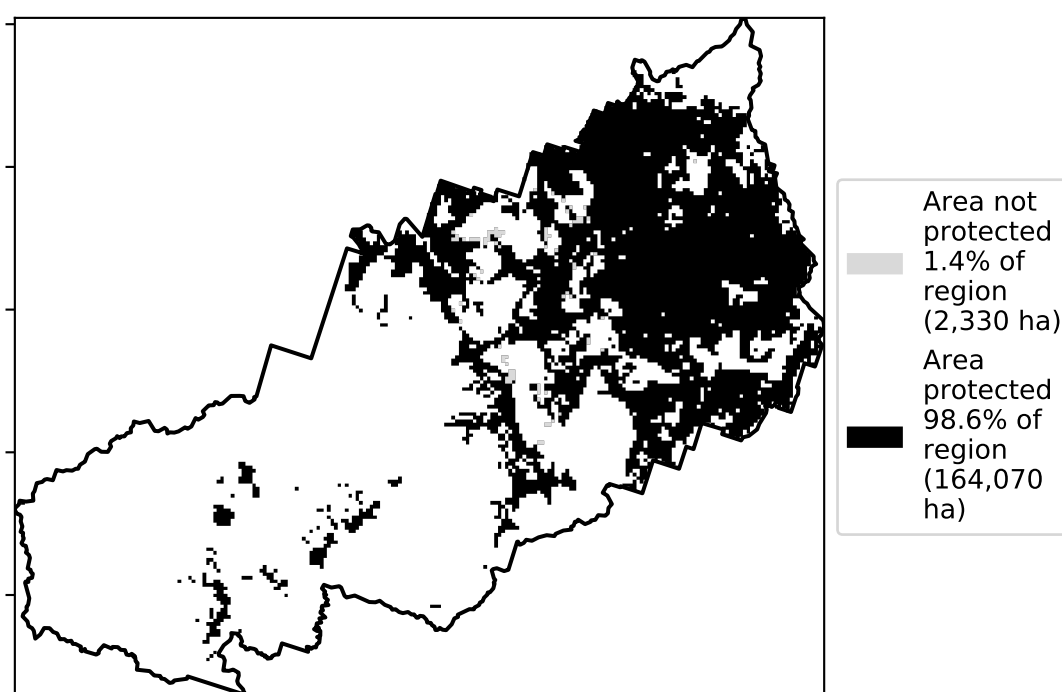 Area not
protected
1.4% of
region
(2,330 ha)
Area
protected
98.6% of
region
(164,070
ha)